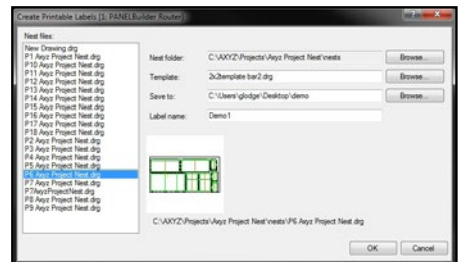 Create Printable Labels [1: PANELBuilder Router]
Nest files:
New Drawing.drg
P1 Axyz Project Nest.drg
P10 Axyz Project Nest.drg
P11 Axyz Project Nest.drg
P12 Axyz Project Nest.drg
P13 Axyz Project Nest.drg
P14 Axyz Project Nest.drg
P15 Axyz Project Nest.drg
P16 Axyz Project Nest.drg
P17 Axyz Project Nest.drg
P18 Axyz Project Nest.drg
P2 Axyz Project Nest.drg
P3 Axyz Project Nest.drg
P4 Axyz Project Nest.drg
P5 Axyz Project Nest.drg
P6 Axyz Project Nest.drg
P7 Axyz Project Nest.drg
P7AxyzProjectNest.drg
P8 Axyz Project Nest.drg
P9 Axyz Project Nest.drg
Nest folder: C:\AXYZ\Projects\Axyz Project Nest\nests Browse...
Template: 2x2template bar2.drg Browse...
Save to: C:\Users\glodge\Desktop\demo Browse...
Label name: Demo1
C:\AXYZ\Projects\Axyz Project Nest\nests\P6 Axyz Project Nest.drg
OK Cancel